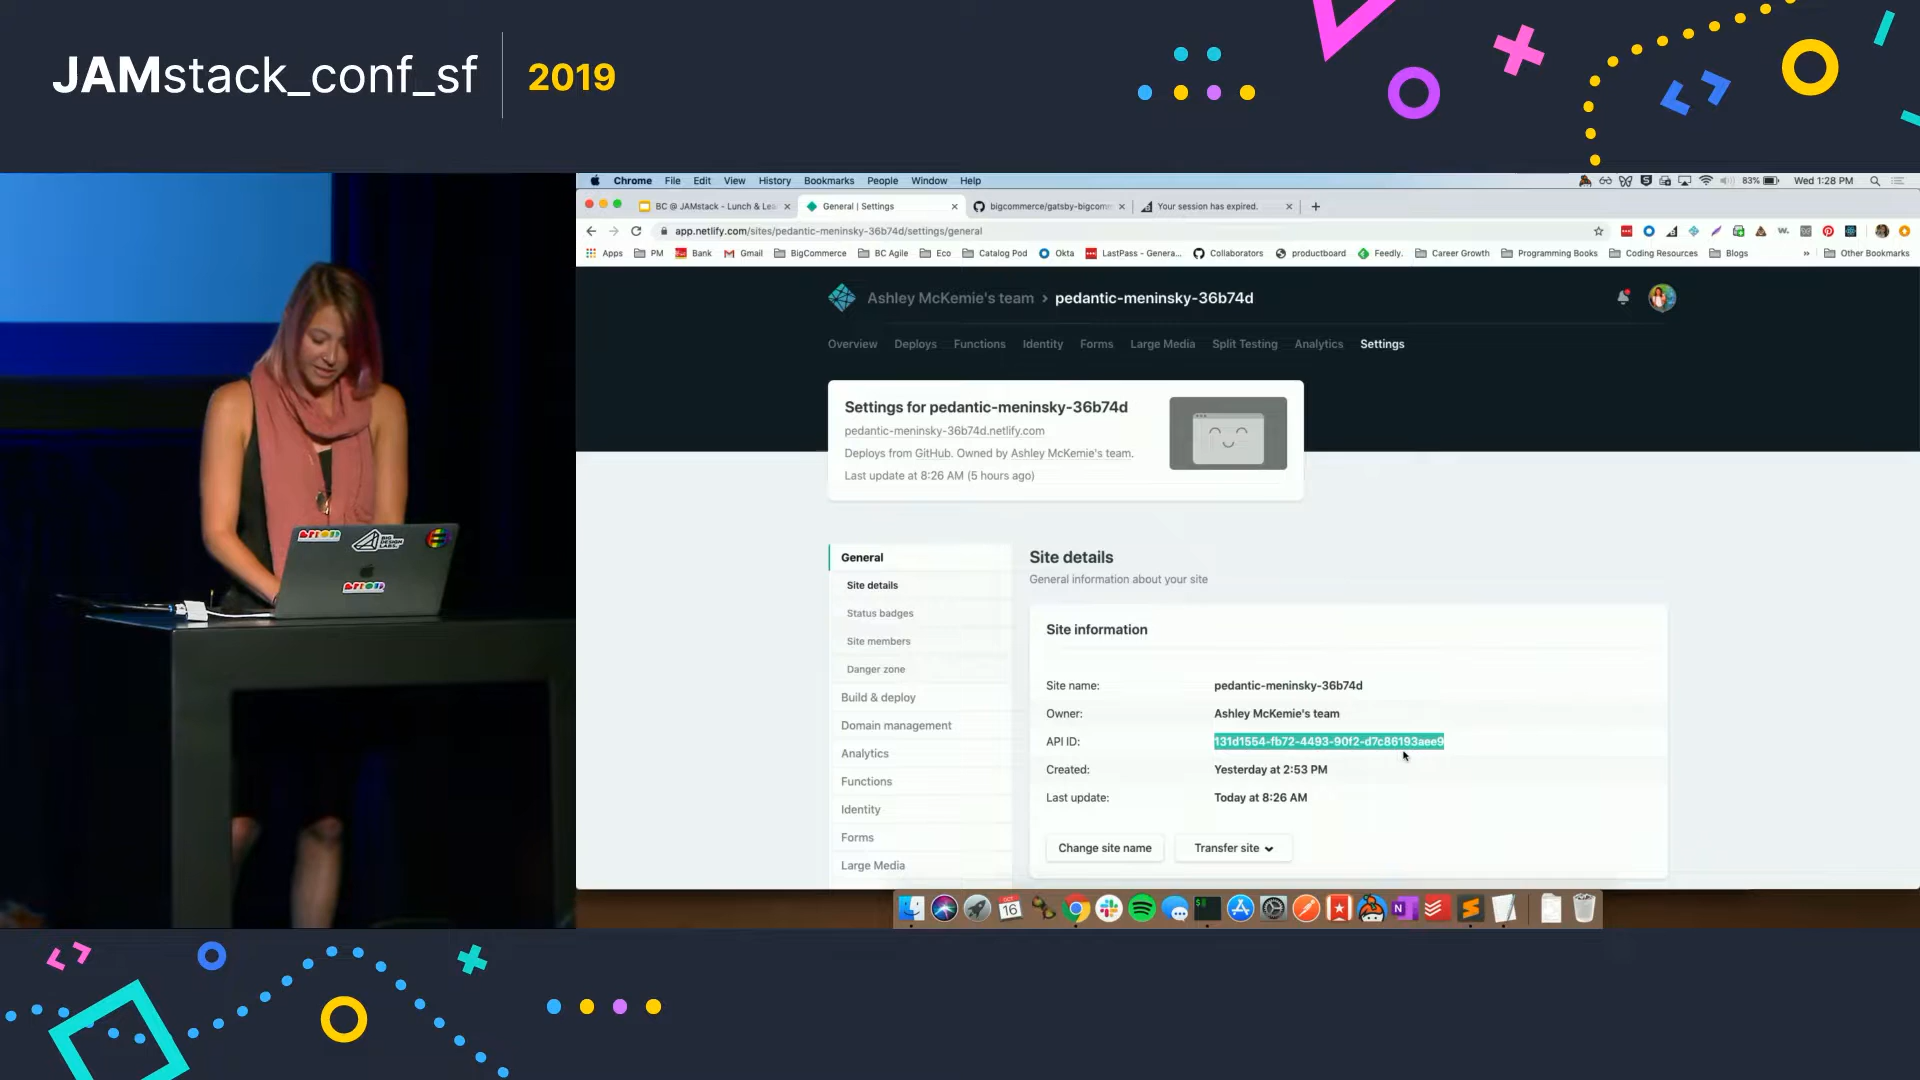 JAMstack_conf_sf
2019
Chrome File Edit View History Bookmarks People Window Help
83% Wed 1:28 PM
BC @ JAMstack - Lunch & Lea
General | Settings
bigcommerce/gatsby-bigcomm
Your session has expired.
app.netlify.com/sites/pedantic-meninsky-36b74d/settings/general
Apps PM Bank Gmail BigCommerce BC Agile Eco Catalog Pod Okta LastPass - Genera... Collaborators productboard Feedly. Career Growth Programming Books Coding Resources Blogs » Other Bookmarks
Ashley McKemie's team › pedantic-meninsky-36b74d
Overview Deploys Functions Identity Forms Large Media Split Testing Analytics Settings
Settings for pedantic-meninsky-36b74d
pedantic-meninsky-36b74d.netlify.com
Deploys from GitHub. Owned by Ashley McKemie's team.
Last update at 8:26 AM (5 hours ago)
General
Site details
Status badges
Site members
Danger zone
Build & deploy
Domain management
Analytics
Functions
Identity
Forms
Large Media
Site details
General information about your site
Site information
Site name: pedantic-meninsky-36b74d
Owner: Ashley McKemie's team
API ID: 131d1554-fb72-4493-90f2-d7c86193aee9
Created: Yesterday at 2:53 PM
Last update: Today at 8:26 AM
Change site name
Transfer site
OCT
16
BIG
DESIGN
LABS.